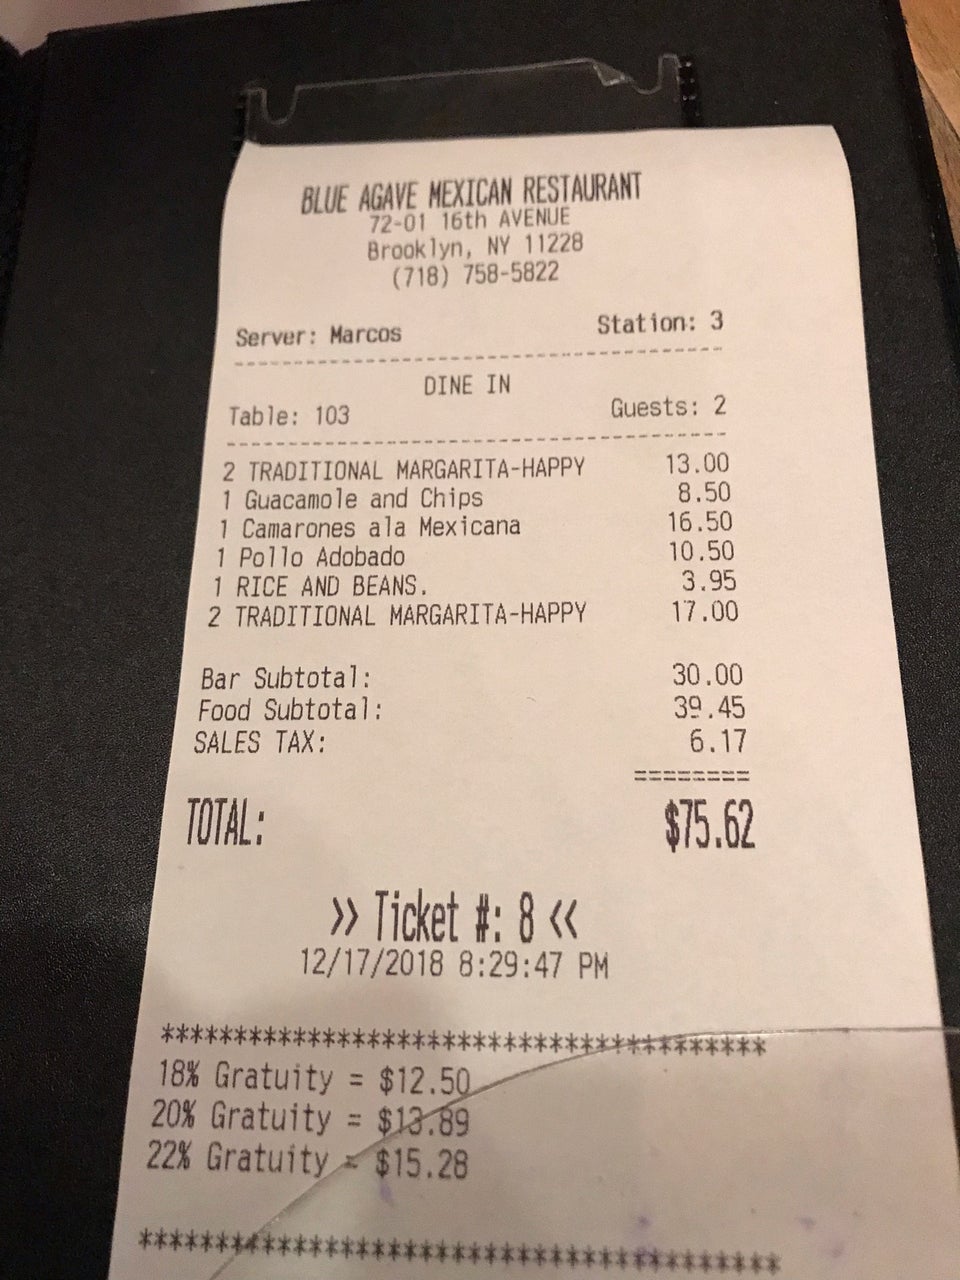 BLUE AGAVE MEXICAN RESTAURANT
72-01 16th AVENUE
Brooklyn, NY 11228
(718) 758-5822
Server: Marcos Station: 3
--------------------------------------------
DINE IN
Table: 103 Guests: 2
--------------------------------------------
2 TRADITIONAL MARGARITA-HAPPY 13.00
1 Guacamole and Chips 8.50
1 Camarones ala Mexicana 16.50
1 Pollo Adobado 10.50
1 RICE AND BEANS. 3.95
2 TRADITIONAL MARGARITA-HAPPY 17.00
Bar Subtotal: 30.00
Food Subtotal: 39.45
SALES TAX: 6.17
========
TOTAL: $75.62
>> Ticket #: 8 <<
12/17/2018 8:29:47 PM
******************************************
18% Gratuity = $12.50
20% Gratuity = $13.89
22% Gratuity = $15.28
******************************************